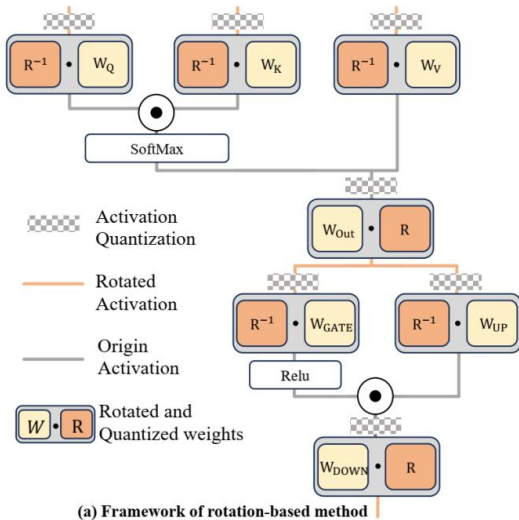 R⁻¹ • W_Q R⁻¹ • W_K R⁻¹ • W_V
SoftMax
W_Out • R
Activation
Quantization
Rotated
Activation
R⁻¹ • W_GATE R⁻¹ • W_UP
Origin
Activation
Relu
W • R Rotated and
Quantized weights
W_DOWN • R
(a) Framework of rotation-based method